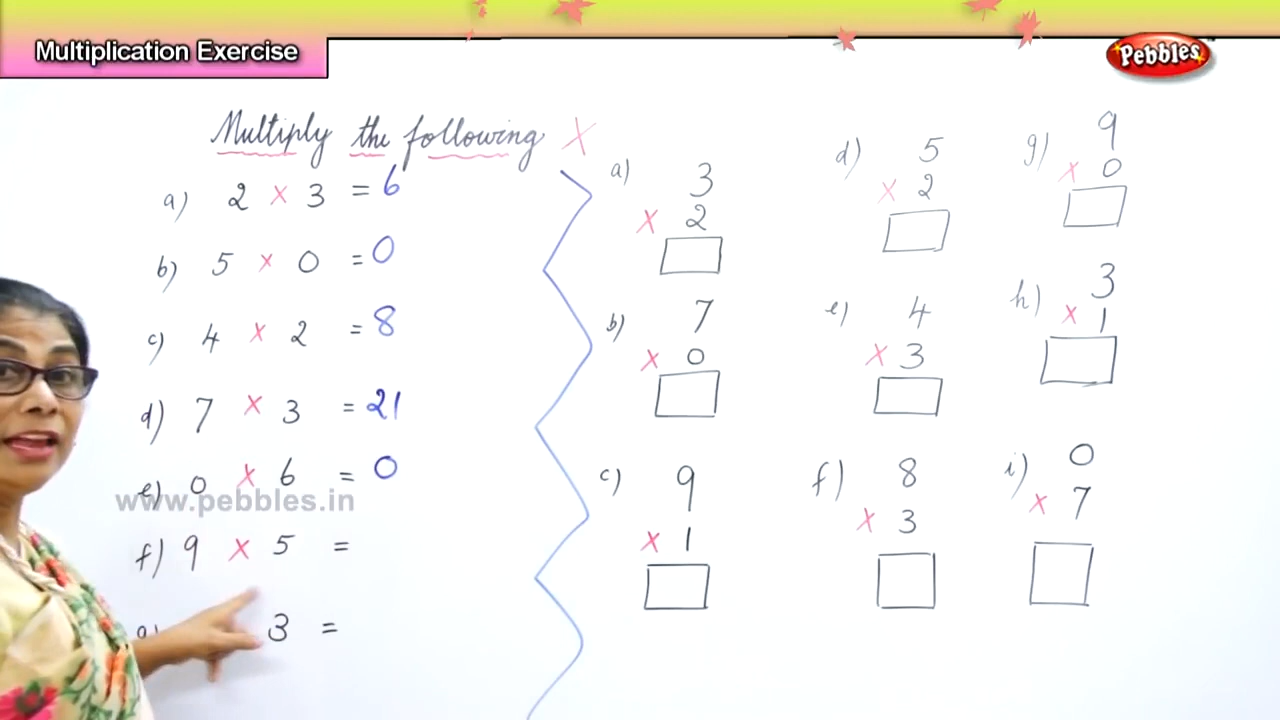 Multiplication Exercise
Pebbles
Multiply the following X
a) 2 x 3 = 6
b) 5 x 0 = 0
c) 4 x 2 = 8
d) 7 x 3 = 21
e) 0 x 6 = 0
www.pebbles.in
f) 9 x 5 =
3 =
a) 3
x 2
b) 7
x 0
c) 9
x 1
d) 5
x 2
e) 4
x 3
f) 8
x 3
g) 9
x 0
h) 3
x 1
i) 0
x 7